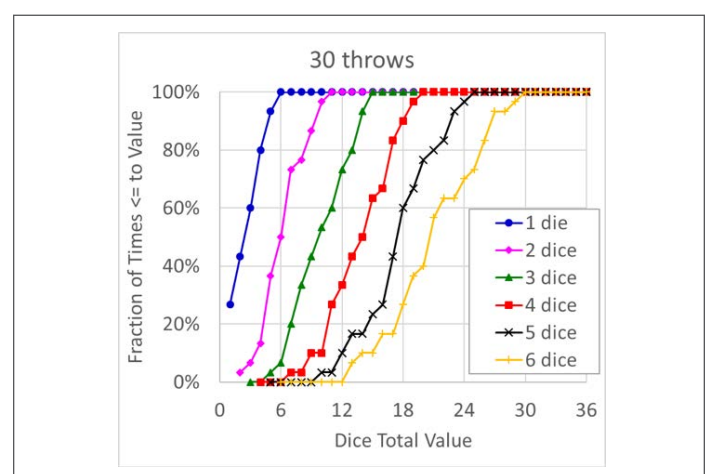 30 throws
Fraction of Times <= to Value
100%
80%
60%
40%
20%
0%
0 6 12 18 24 30 36
Dice Total Value
1 die
2 dice
3 dice
4 dice
5 dice
6 dice